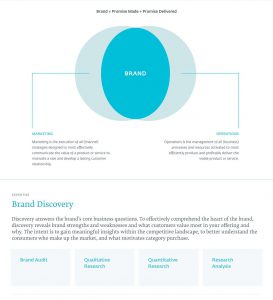 Brand = Promise Made + Promise Delivered
BRAND
MARKETING
Marketing is the execution of all (channel)
strategies designed to most effectively
communicate the value of a product or service to
motivate a sale and develop a lasting customer
relationship.
OPERATIONS
Operations is the management of all (business)
processes and resources activated to most
efficiently product and profitably deliver the
viable product or service.
EXPERTISE
Brand Discovery
Discovery answers the brand's core business questions. To effectively comprehend the heart of the brand,
discovery reveals brand strengths and weaknesses and what customers value most in your offering and
why. The intent is to gain meaningful insights within the competitive landscape, to better understand the
consumers who make up the market, and what motivates category purchase.
Brand Audit
Qualitative
Research
Quantitative
Research
Research
Analysis